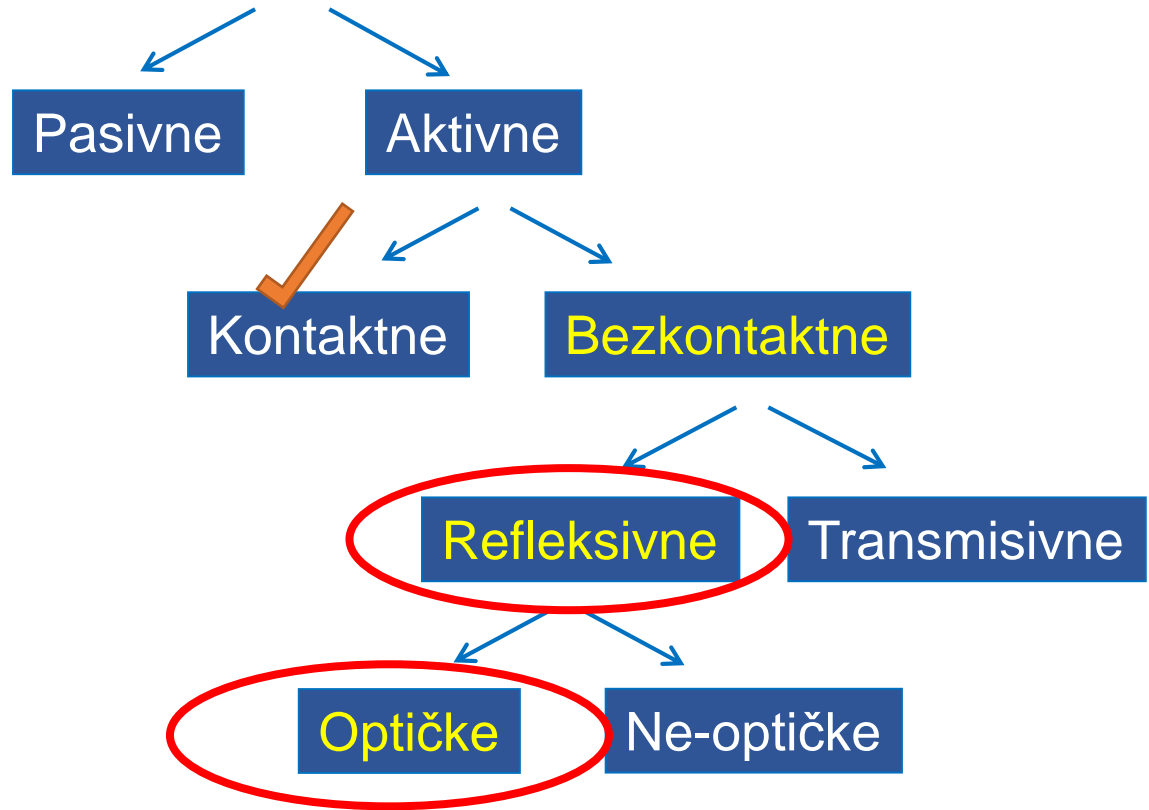 Pasivne
Aktivne
Kontaktne
Bezkontaktne
Refleksivne
Transmisivne
Optičke
Ne-optičke